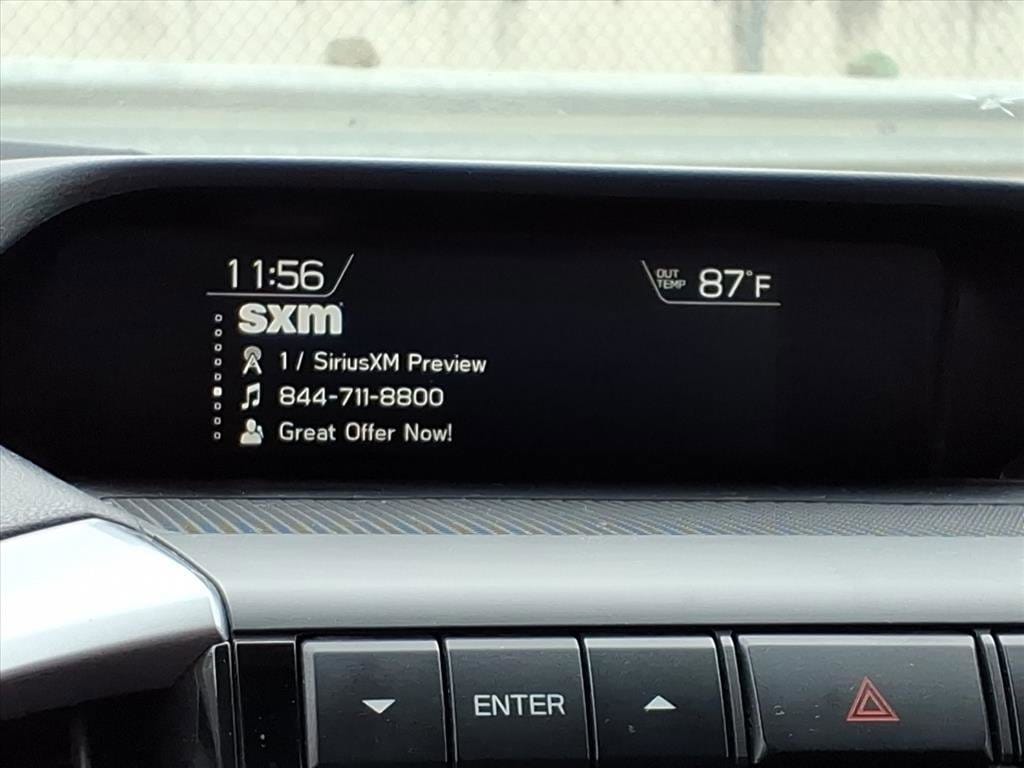 11:56
OUT TEMP 87°F
sxm
1 / SiriusXM Preview
844-711-8800
Great Offer Now!
ENTER